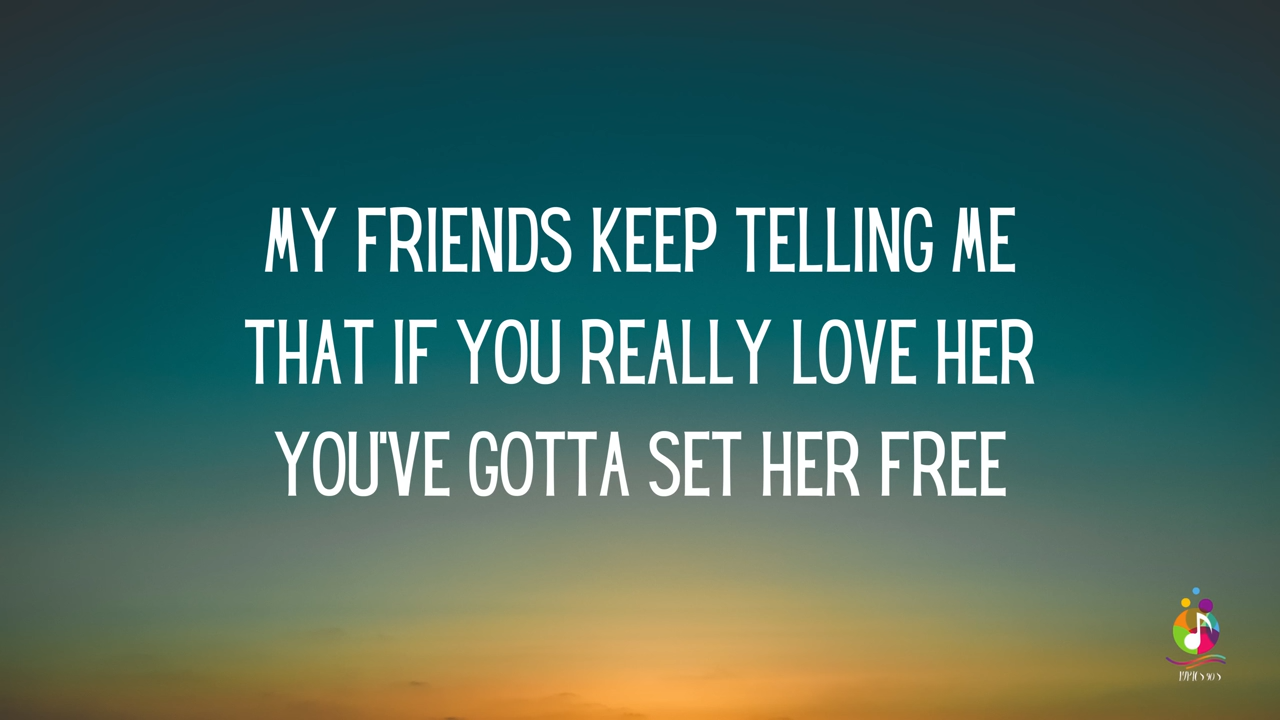 MY FRIENDS KEEP TELLING ME
THAT IF YOU REALLY LOVE HER
YOU'VE GOTTA SET HER FREE